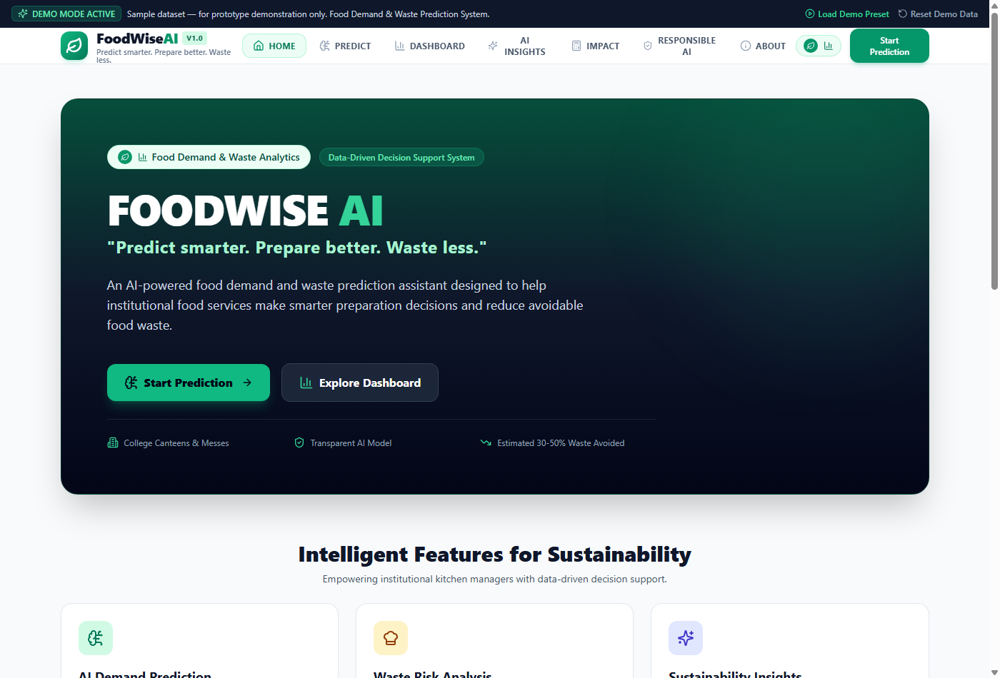 DEMO MODE ACTIVE Sample dataset — for prototype demonstration only. Food Demand & Waste Prediction System. Load Demo Preset Reset Demo Data
FoodWiseAI V1.0
Predict smarter. Prepare better. Waste
less.
HOME PREDICT DASHBOARD
AI
INSIGHTS
IMPACT
RESPONSIBLE
AI
ABOUT
Start
Prediction
Food Demand & Waste Analytics Data-Driven Decision Support System
FOODWISE AI
"Predict smarter. Prepare better. Waste less."
An AI-powered food demand and waste prediction assistant designed to help
institutional food services make smarter preparation decisions and reduce avoidable
food waste.
Start Prediction Explore Dashboard
College Canteens & Messes Transparent AI Model Estimated 30-50% Waste Avoided
Intelligent Features for Sustainability
Empowering institutional kitchen managers with data-driven decision support.
AI Demand Prediction Waste Risk Analysis Sustainability Insights